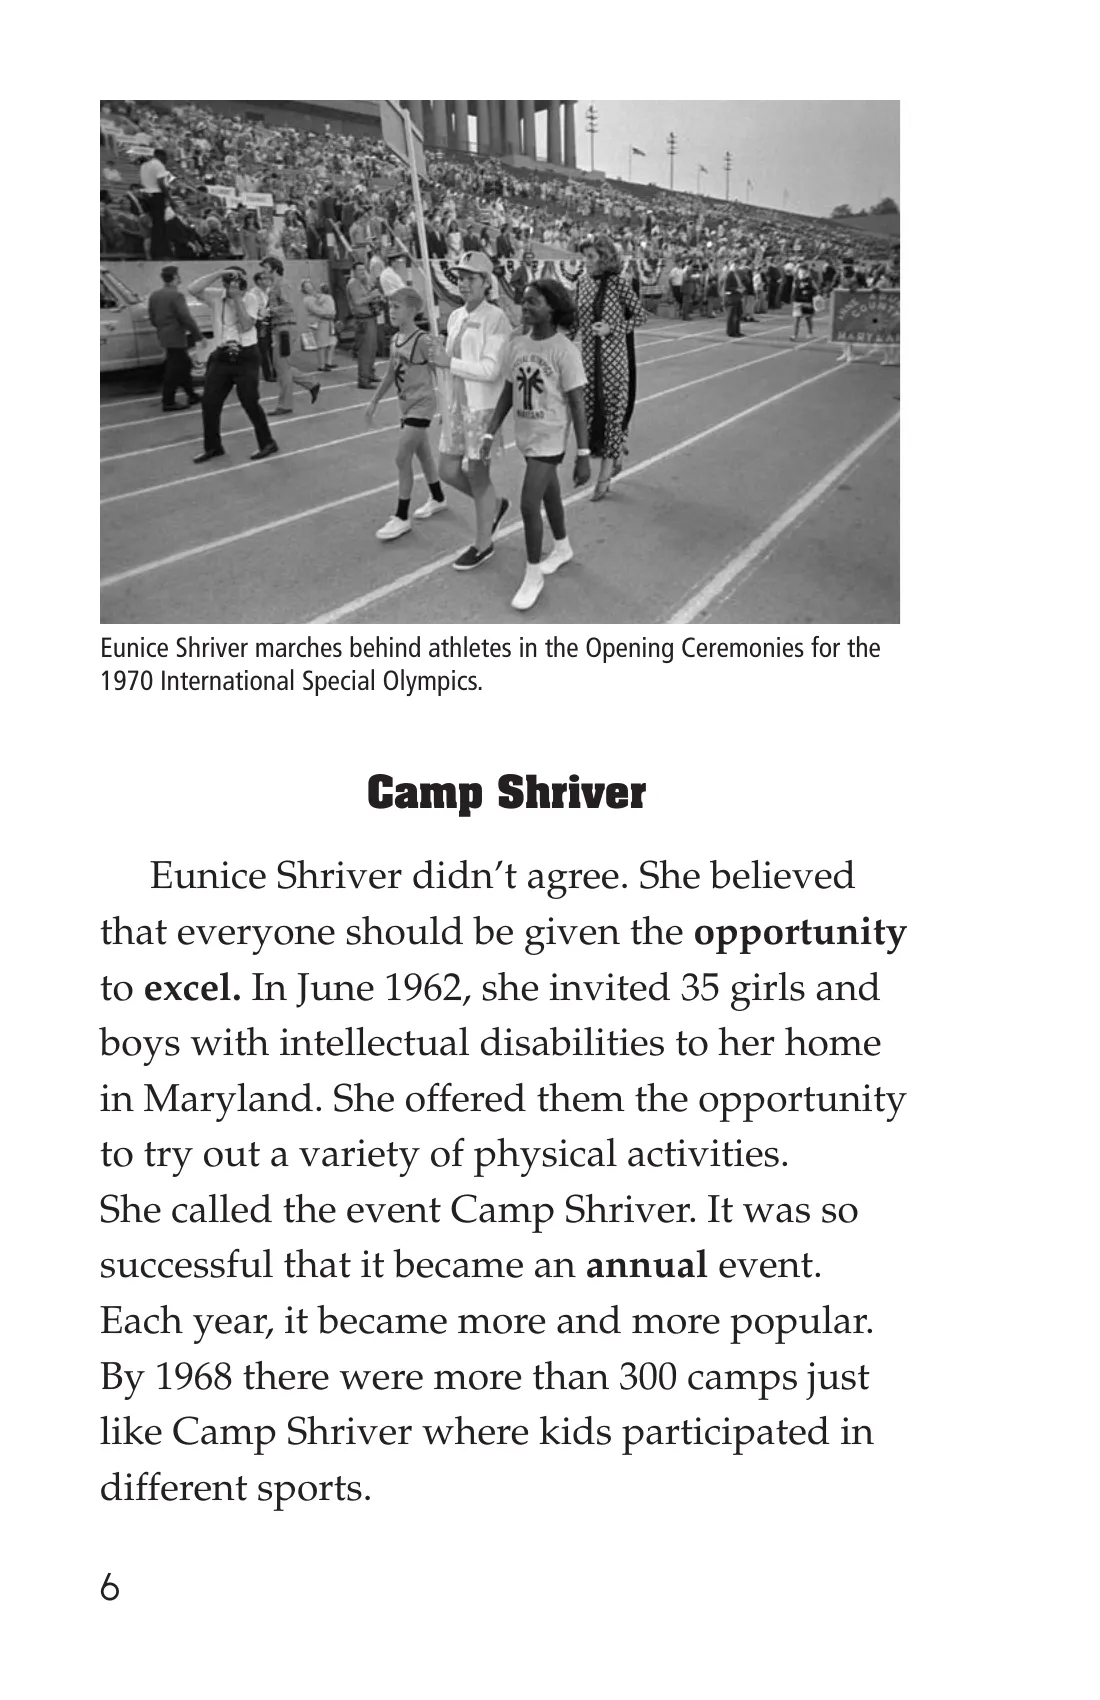 SPECIAL OLYMPICS
MARYLAND
COUNTY
MARYLAND
Eunice Shriver marches behind athletes in the Opening Ceremonies for the
1970 International Special Olympics.
Camp Shriver
Eunice Shriver didn’t agree. She believed
that everyone should be given the opportunity
to excel. In June 1962, she invited 35 girls and
boys with intellectual disabilities to her home
in Maryland. She offered them the opportunity
to try out a variety of physical activities.
She called the event Camp Shriver. It was so
successful that it became an annual event.
Each year, it became more and more popular.
By 1968 there were more than 300 camps just
like Camp Shriver where kids participated in
different sports.
6